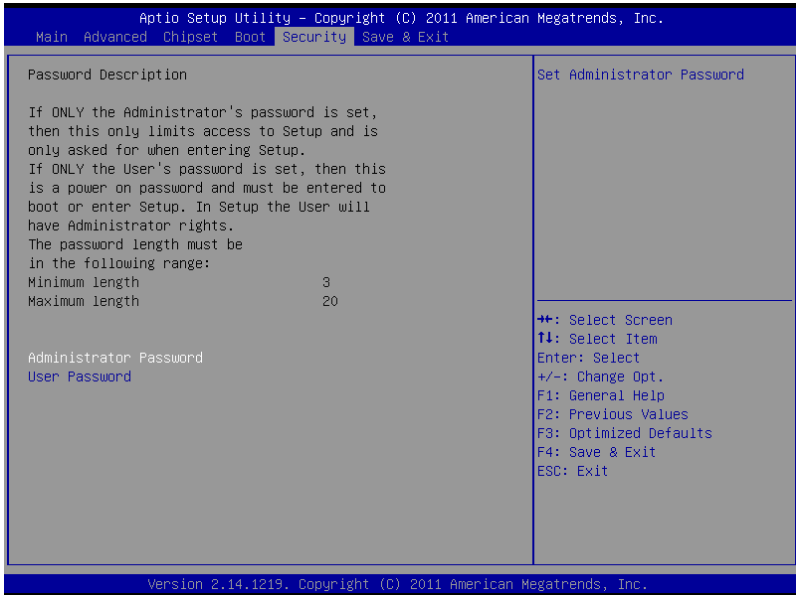 Aptio Setup Utility – Copyright (C) 2011 American Megatrends, Inc.
Main Advanced Chipset Boot Security Save & Exit
Password Description
If ONLY the Administrator's password is set,
then this only limits access to Setup and is
only asked for when entering Setup.
If ONLY the User's password is set, then this
is a power on password and must be entered to
boot or enter Setup. In Setup the User will
have Administrator rights.
The password length must be
in the following range:
Minimum length 3
Maximum length 20
Administrator Password
User Password
Set Administrator Password
→←: Select Screen
↑↓: Select Item
Enter: Select
+/-: Change Opt.
F1: General Help
F2: Previous Values
F3: Optimized Defaults
F4: Save & Exit
ESC: Exit
Version 2.14.1219. Copyright (C) 2011 American Megatrends, Inc.